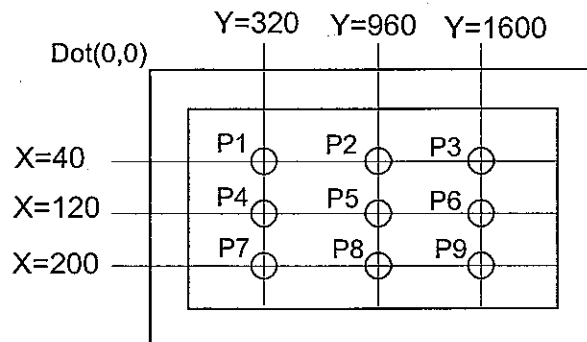 Y=320 Y=960 Y=1600
Dot(0,0)
X=40 P1 P2 P3
X=120 P4 P5 P6
X=200 P7 P8 P9